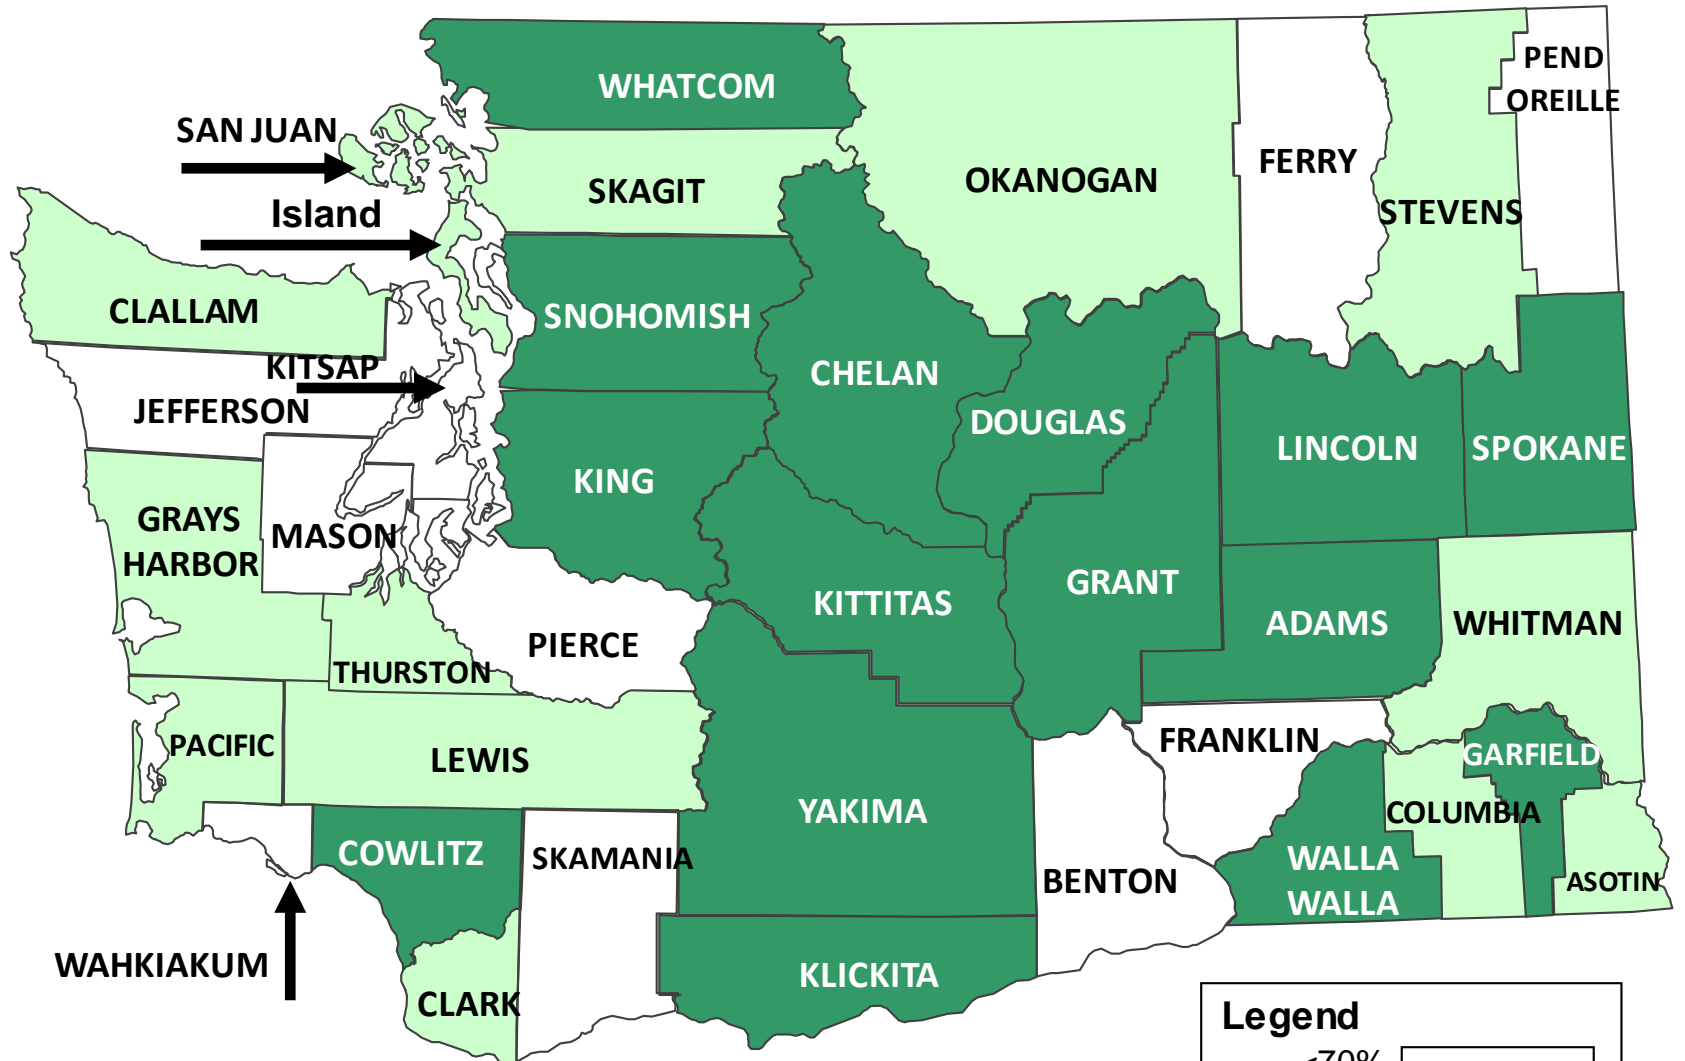 WHATCOM
PEND
OREILLE
SAN JUAN
FERRY
OKANOGAN
SKAGIT
STEVENS
Island
CLALLAM
SNOHOMISH
KITSAP
CHELAN
JEFFERSON
DOUGLAS
LINCOLN
SPOKANE
KING
GRAYS
HARBOR
MASON
GRANT
KITTITAS
ADAMS
WHITMAN
PIERCE
THURSTON
PACIFIC
LEWIS
FRANKLIN
GARFIELD
YAKIMA
COLUMBIA
COWLITZ
SKAMANIA
WALLA
WALLA
BENTON
ASOTIN
WAHKIAKUM
KLICKITA
CLARK
Legend
<70%